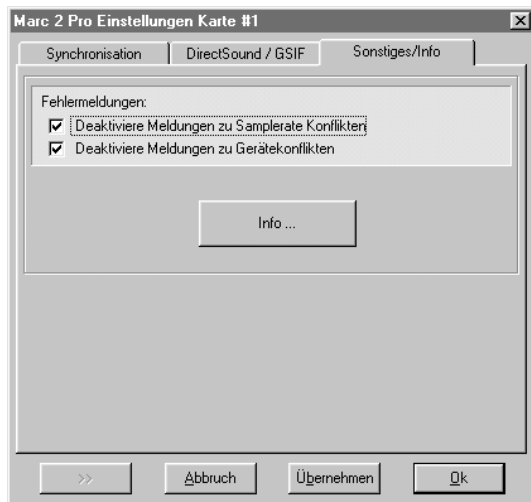 Marc 2 Pro Einstellungen Karte #1
Synchronisation
DirectSound / GSIF
Sonstiges/Info
Fehlermeldungen:
Deaktiviere Meldungen zu Samplerate Konflikten
Deaktiviere Meldungen zu Gerätekonflikten
Info ...
>>
Abbruch
Übernehmen
Ok